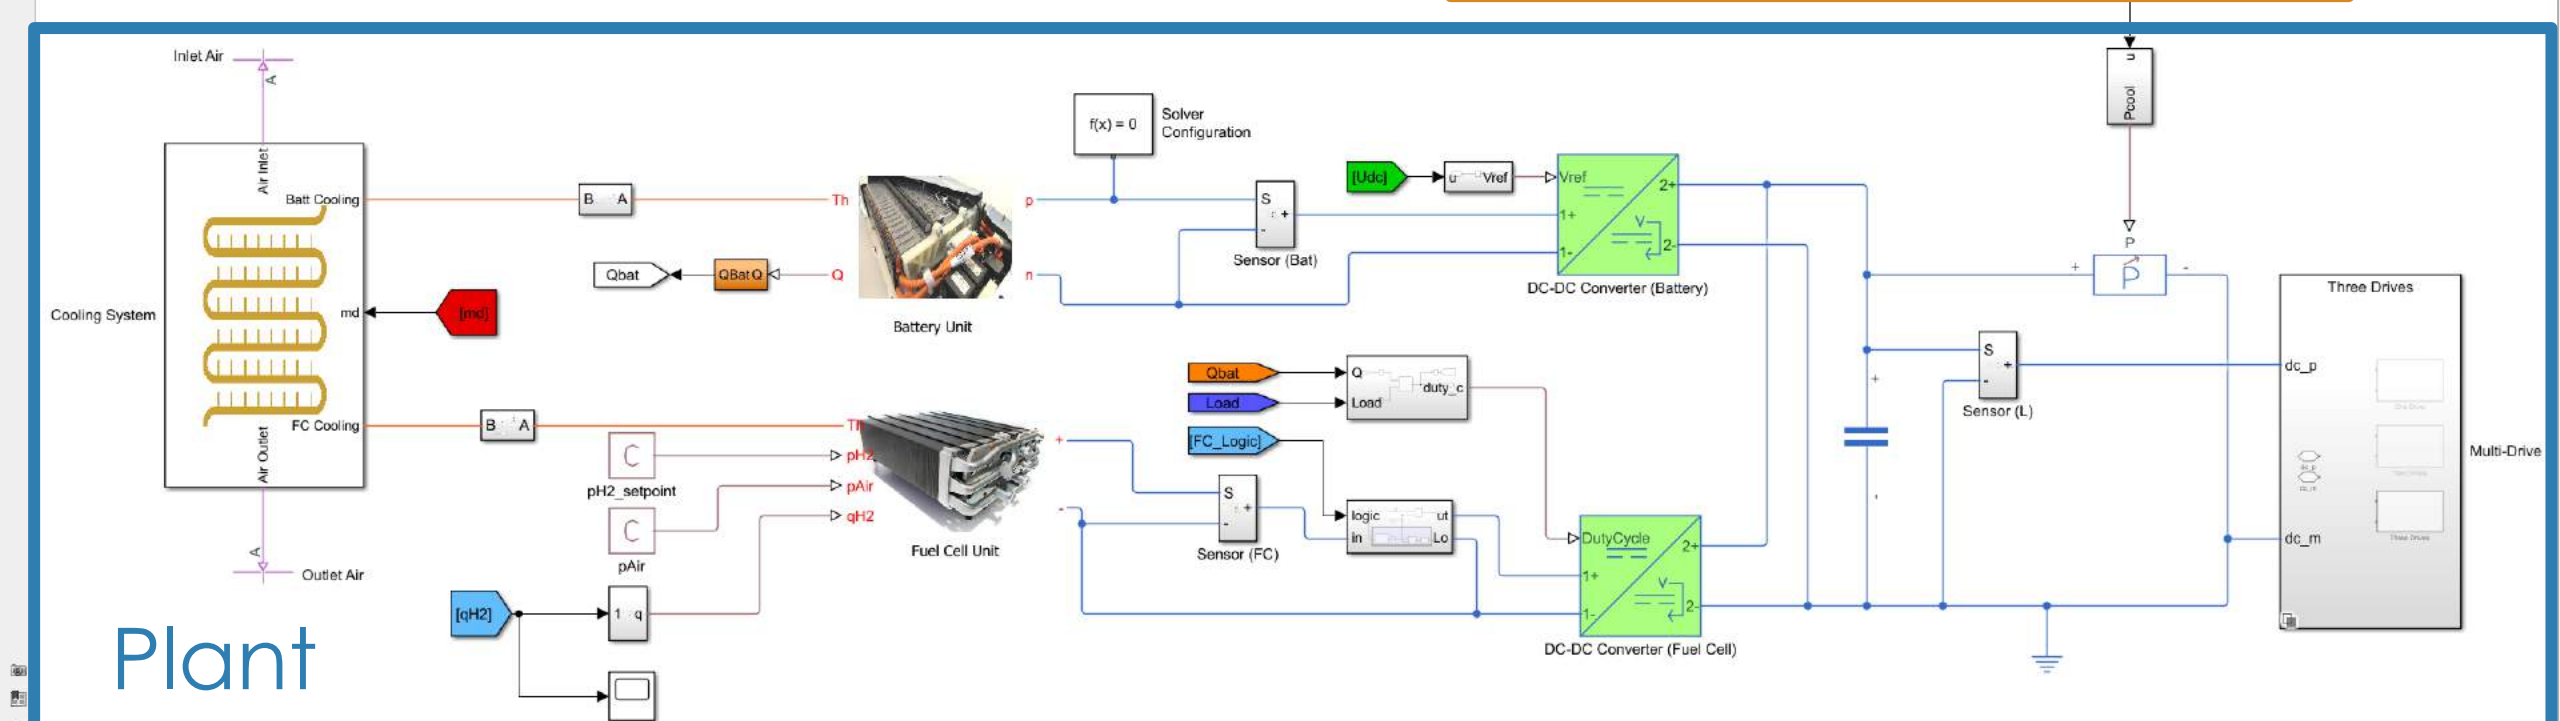 Inlet Air
A
Air Inlet
Batt Cooling
Cooling System
md
[md]
FC Cooling
Air Outlet
A
Outlet Air
Plant
B A
Th
Qbat
QBat Q
Q
p
n
Battery Unit
f(x) = 0
Solver
Configuration
S
+
-
Sensor (Bat)
[Udc]
u Vref
Vref
1+
1-
2+
2-
V
DC-DC Converter (Battery)
u
Pcool
P
+
-
P
B A
C
pH2_setpoint
C
pAir
[qH2]
1 q
pH2
pAir
qH2
+
-
Fuel Cell Unit
Qbat
Load
[FC_Logic]
Q
Load
duty_c
S
+
-
Sensor (FC)
logic
in
ut
Lo
DutyCycle
1+
1-
2+
2-
V
DC-DC Converter (Fuel Cell)
+
-
S
+
-
Sensor (L)
Three Drives
dc_p
dc_m
Multi-Drive